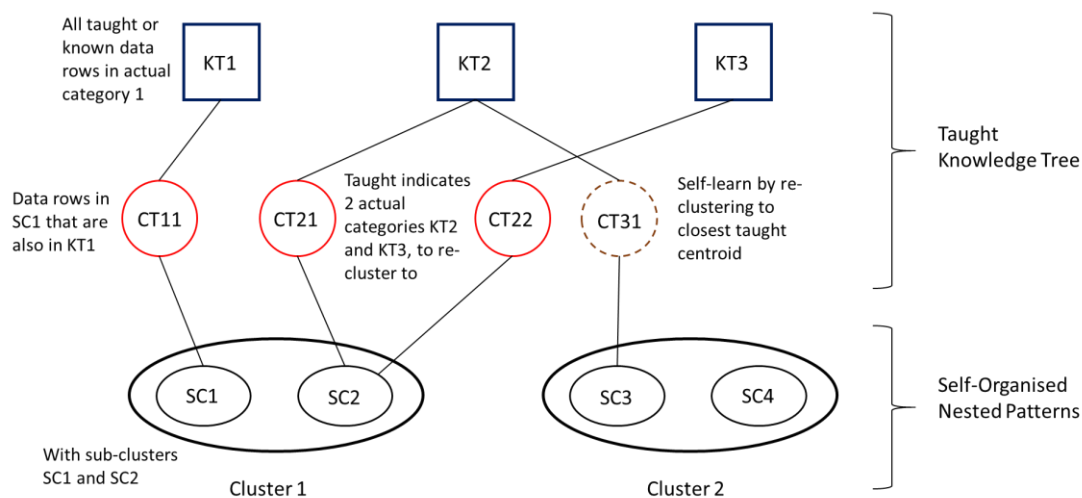 All taught or
known data
rows in actual
category 1
KT1
KT2
KT3
Taught
Knowledge Tree
Data rows in
SC1 that are
also in KT1
CT11
CT21
Taught indicates
2 actual
categories KT2
and KT3, to re-
cluster to
CT22
CT31
Self-learn by re-
clustering to
closest taught
centroid
SC1
SC2
SC3
SC4
Self-Organised
Nested Patterns
With sub-clusters
SC1 and SC2
Cluster 1
Cluster 2